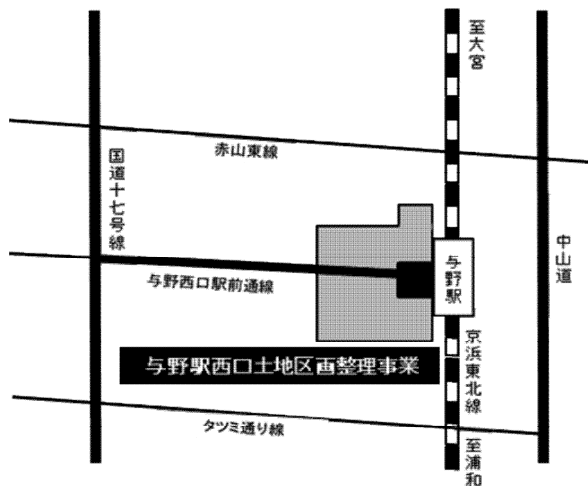 至大宮
赤山東線
国道十七号線
与野駅
中山道
与野西口駅前通線
京浜東北線
与野駅西口土地区画整理事業
タツミ通り線
至浦和